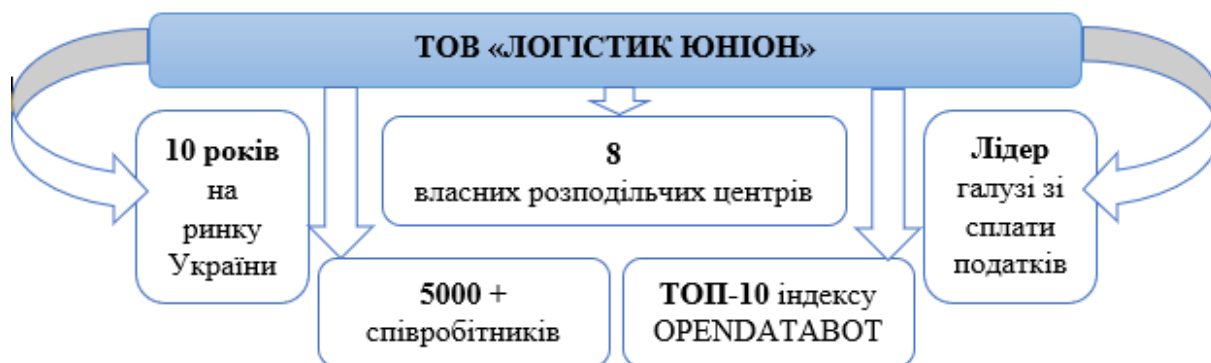 ТОВ «ЛОГІСТИК ЮНІОН»
10 років
на
ринку
України
8
власних розподільчих центрів
Лідер
галузі зі
сплати
податків
5000 +
співробітників
ТОП-10 індексу
OPENDATABOT